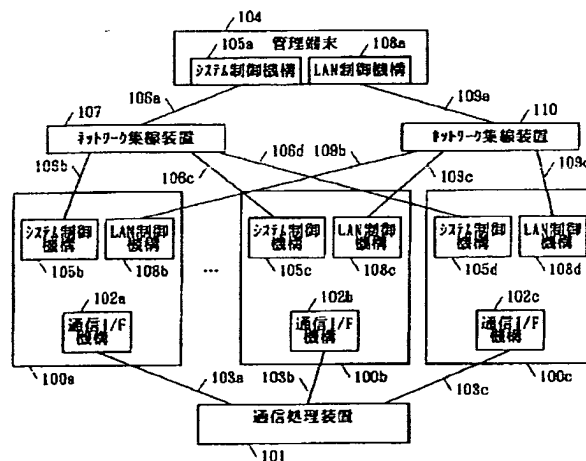 104
105a 管理端末 108a
システム制御機構 LAN制御機構
106a 109a
107 110
ネットワーク集線装置 ネットワーク集線装置
106b 106c 106d 109b 109c 109d
システム制御機構 LAN制御機構 システム制御機構 LAN制御機構 システム制御機構 LAN制御機構
105b 108b … 105c 108c 105d 108d
102a 102b 102c
通信I/F機構 通信I/F機構 通信I/F機構
100a 103a 103b 100b 103c 100c
通信処理装置
101